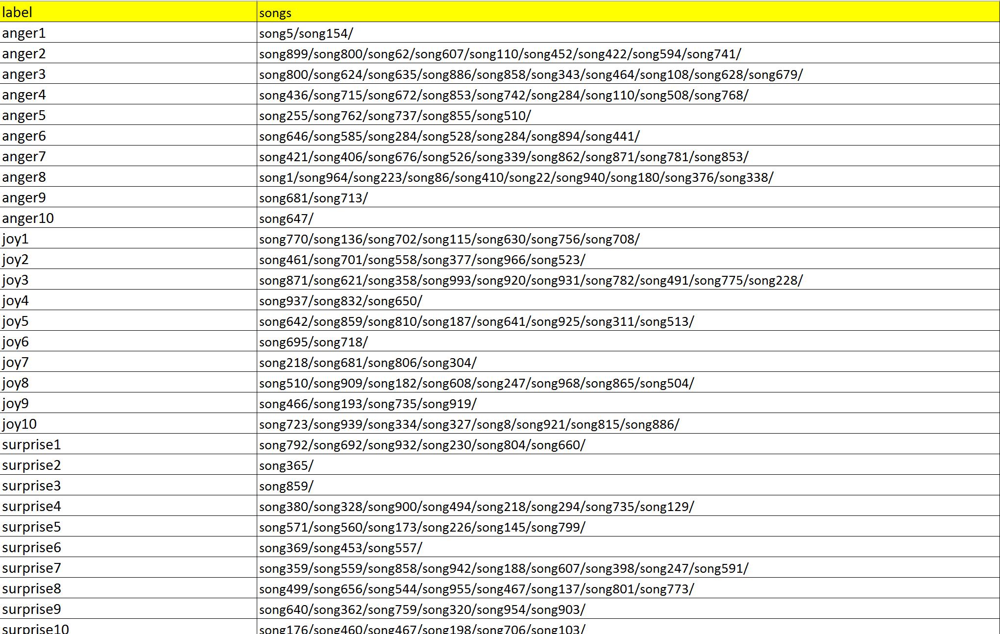 label songs
anger1 song5/song154/
anger2 song899/song800/song62/song607/song110/song452/song422/song594/song741/
anger3 song800/song624/song635/song886/song858/song343/song464/song108/song628/song679/
anger4 song436/song715/song672/song853/song742/song284/song110/song508/song768/
anger5 song255/song762/song737/song855/song510/
anger6 song646/song585/song284/song528/song284/song894/song441/
anger7 song421/song406/song676/song526/song339/song862/song871/song781/song853/
anger8 song1/song964/song223/song86/song410/song22/song940/song180/song376/song338/
anger9 song681/song713/
anger10 song647/
joy1 song770/song136/song702/song115/song630/song756/song708/
joy2 song461/song701/song558/song377/song966/song523/
joy3 song871/song621/song358/song993/song920/song931/song782/song491/song775/song228/
joy4 song937/song832/song650/
joy5 song642/song859/song810/song187/song641/song925/song311/song513/
joy6 song695/song718/
joy7 song218/song681/song806/song304/
joy8 song510/song909/song182/song608/song247/song968/song865/song504/
joy9 song466/song193/song735/song919/
joy10 song723/song939/song334/song327/song8/song921/song815/song886/
surprise1 song792/song692/song932/song230/song804/song660/
surprise2 song365/
surprise3 song859/
surprise4 song380/song328/song900/song494/song218/song294/song735/song129/
surprise5 song571/song560/song173/song226/song145/song799/
surprise6 song369/song453/song557/
surprise7 song359/song559/song858/song942/song188/song607/song398/song247/song591/
surprise8 song499/song656/song544/song955/song467/song137/song801/song773/
surprise9 song640/song362/song759/song320/song954/song903/
surprise10 song176/song460/song467/song198/song706/song103/